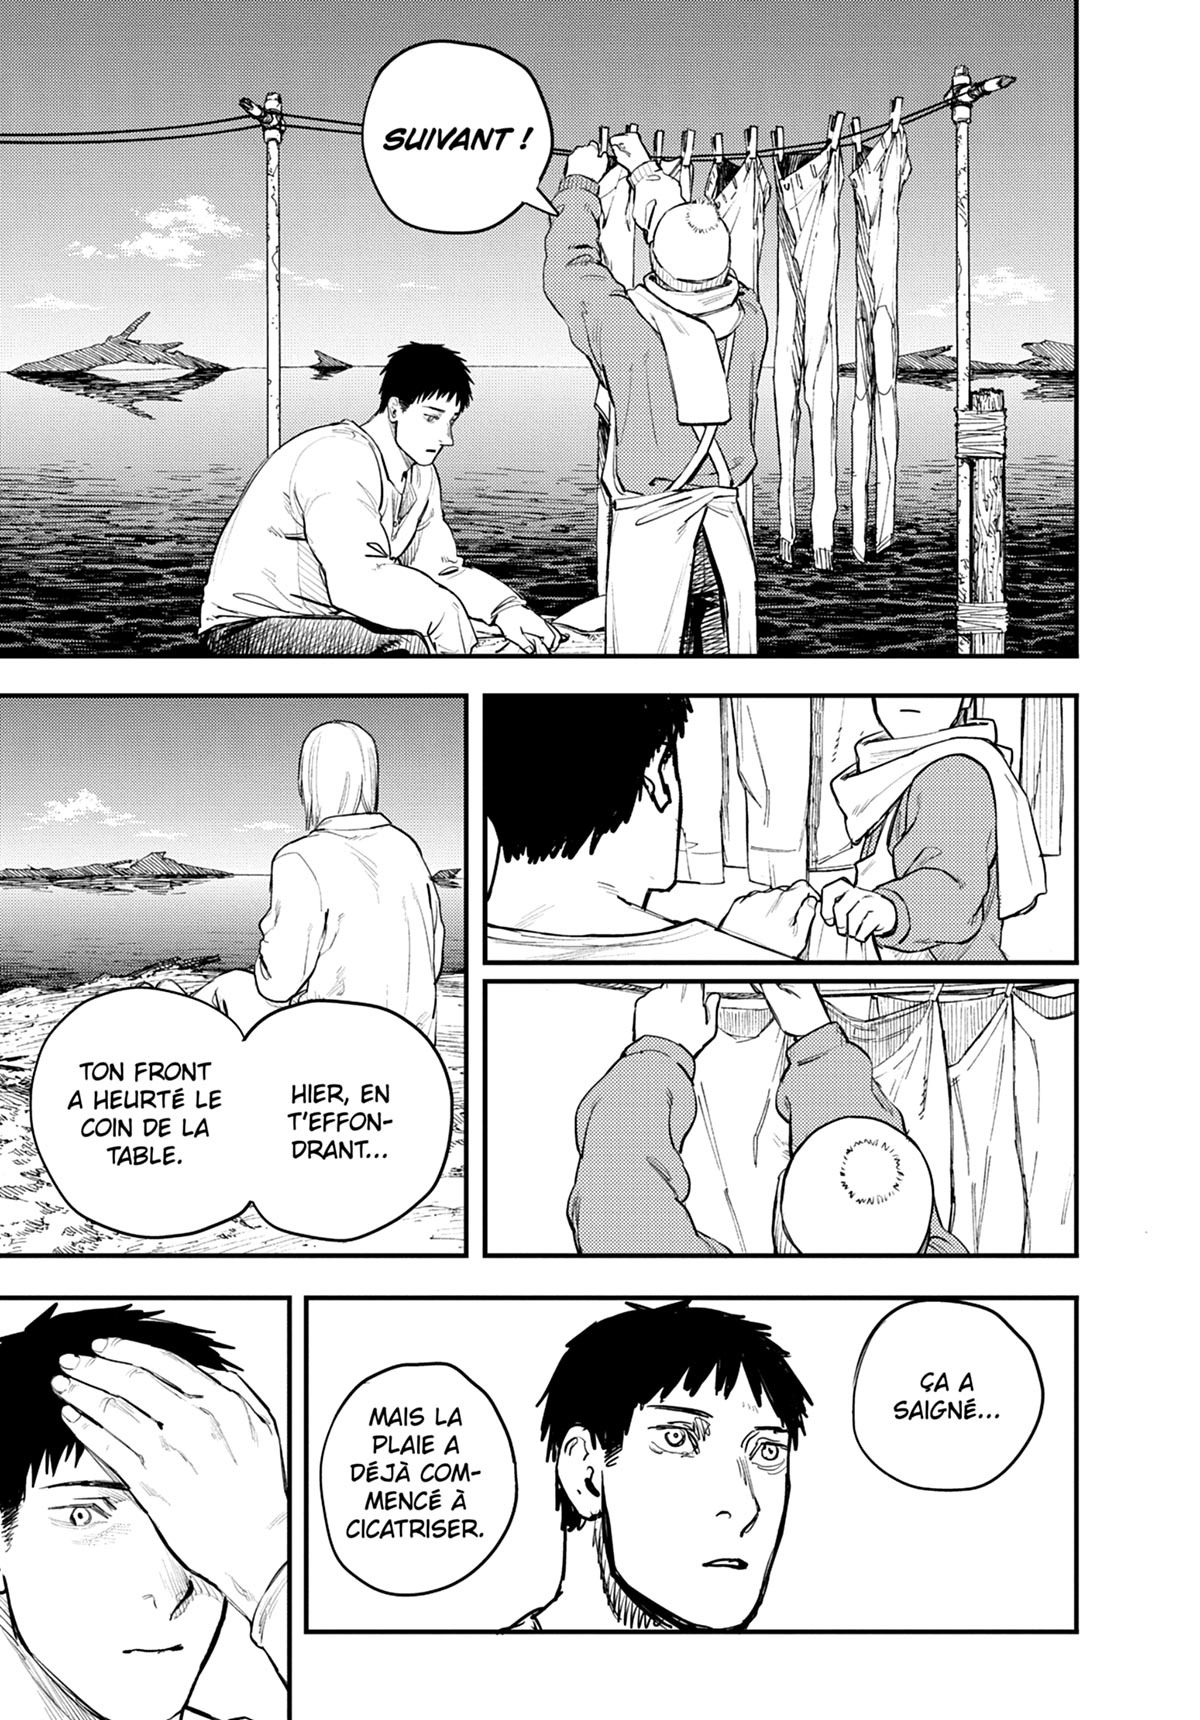 SUIVANT !
HIER, EN
T'EFFON-
DRANT...
TON FRONT
A HEURTÉ LE
COIN DE LA
TABLE.
ÇA A
SAIGNÉ...
MAIS LA
PLAIE A
DÉJÀ COM-
MENCÉ À
CICATRISER.